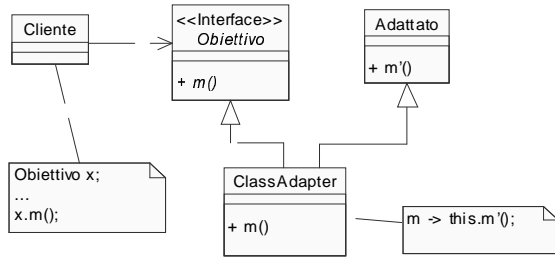 Cliente
<<Interface>>
Obiettivo
+ m()
Adattato
+ m'()
Obiettivo x;
...
x.m();
ClassAdapter
+ m()
m -> this.m'();